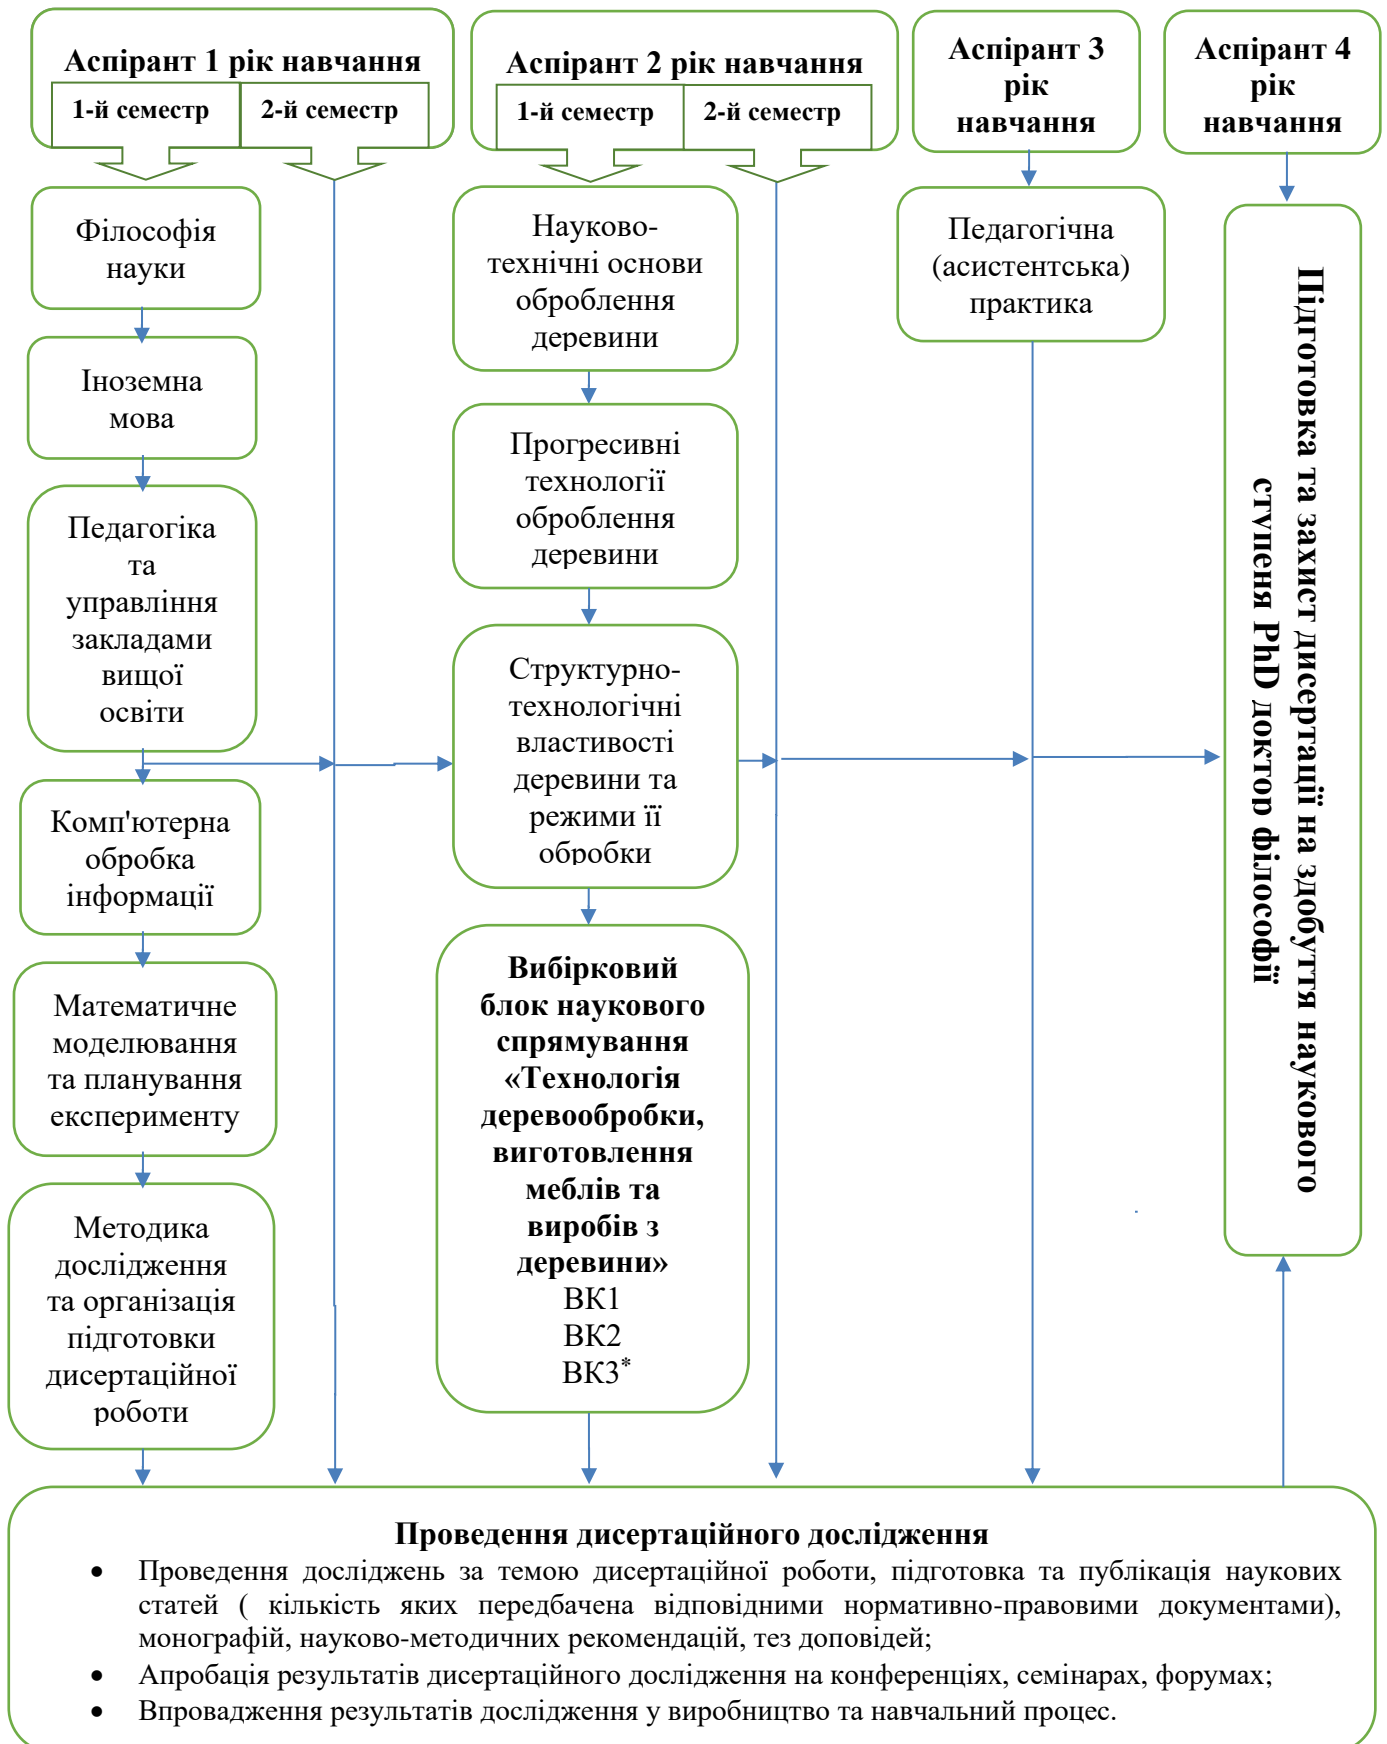 Аспірант 1 рік навчання
1-й семестр
2-й семестр
Філософія
науки
Іноземна
мова
Педагогіка
та
управління
закладами
вищої
освіти
Комп'ютерна
обробка
інформації
Математичне
моделювання
та планування
експерименту
Методика
дослідження
та організація
підготовки
дисертаційної
роботи
Аспірант 2 рік навчання
1-й семестр
2-й семестр
Науково-
технічні основи
оброблення
деревини
Прогресивні
технології
оброблення
деревини
Структурно-
технологічні
властивості
деревини та
режими її
обробки
Вибірковий
блок наукового
спрямування
«Технологія
деревообробки,
виготовлення
меблів та
виробів з
деревини»
ВК1
ВК2
ВК3*
Аспірант 3
рік
навчання
Педагогічна
(асистентська)
практика
Аспірант 4
рік
навчання
Підготовка та захист дисертації на здобуття наукового
ступеня PhD доктор філософії
Проведення дисертаційного дослідження
• Проведення досліджень за темою дисертаційної роботи, підготовка та публікація наукових
статей ( кількість яких передбачена відповідними нормативно-правовими документами),
монографій, науково-методичних рекомендацій, тез доповідей;
• Апробація результатів дисертаційного дослідження на конференціях, семінарах, форумах;
• Впровадження результатів дослідження у виробництво та навчальний процес.